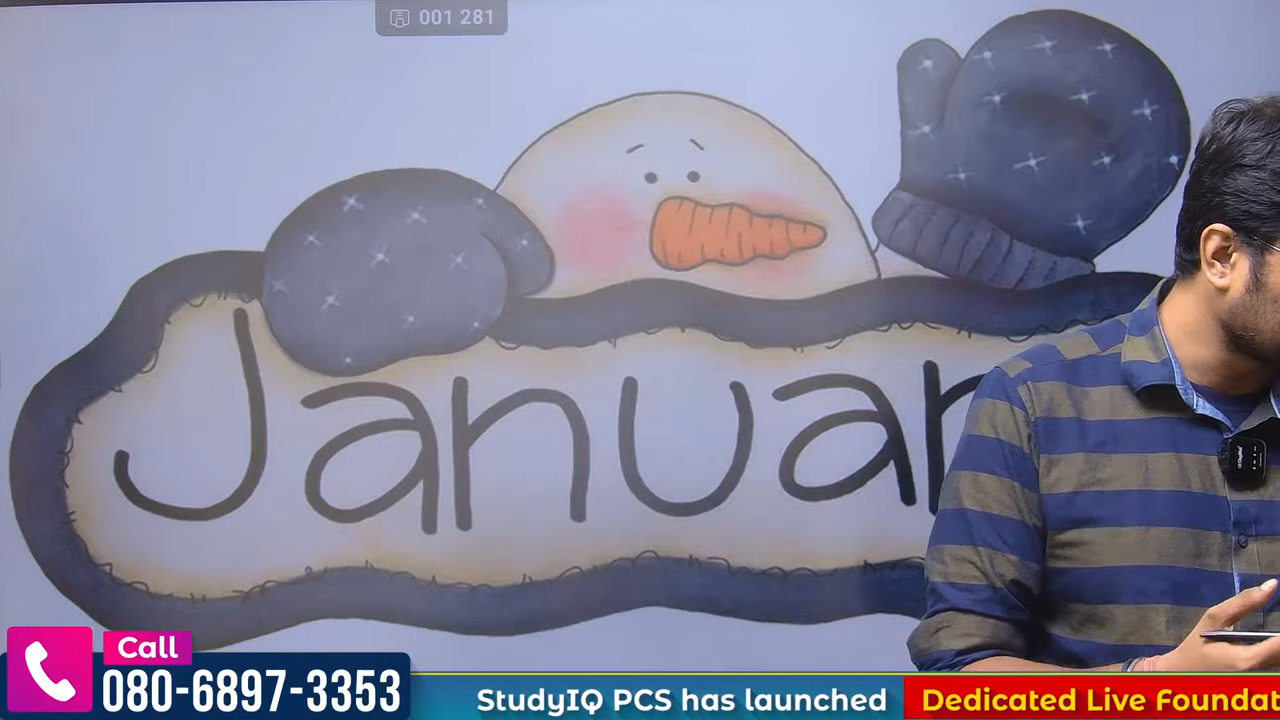 001 281
Januar
Call
080-6897-3353
StudyIQ PCS has launched
Dedicated Live Foundat